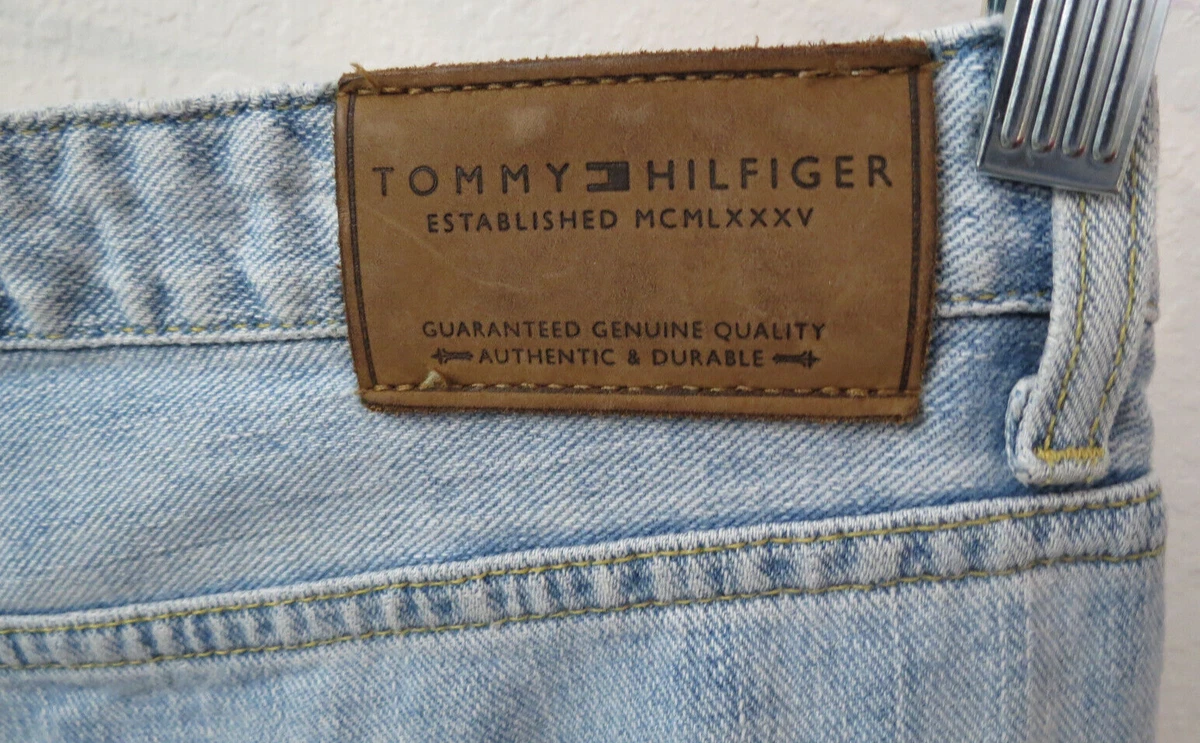 TOMMY HILFIGER
ESTABLISHED MCMLXXXV
GUARANTEED GENUINE QUALITY
AUTHENTIC & DURABLE